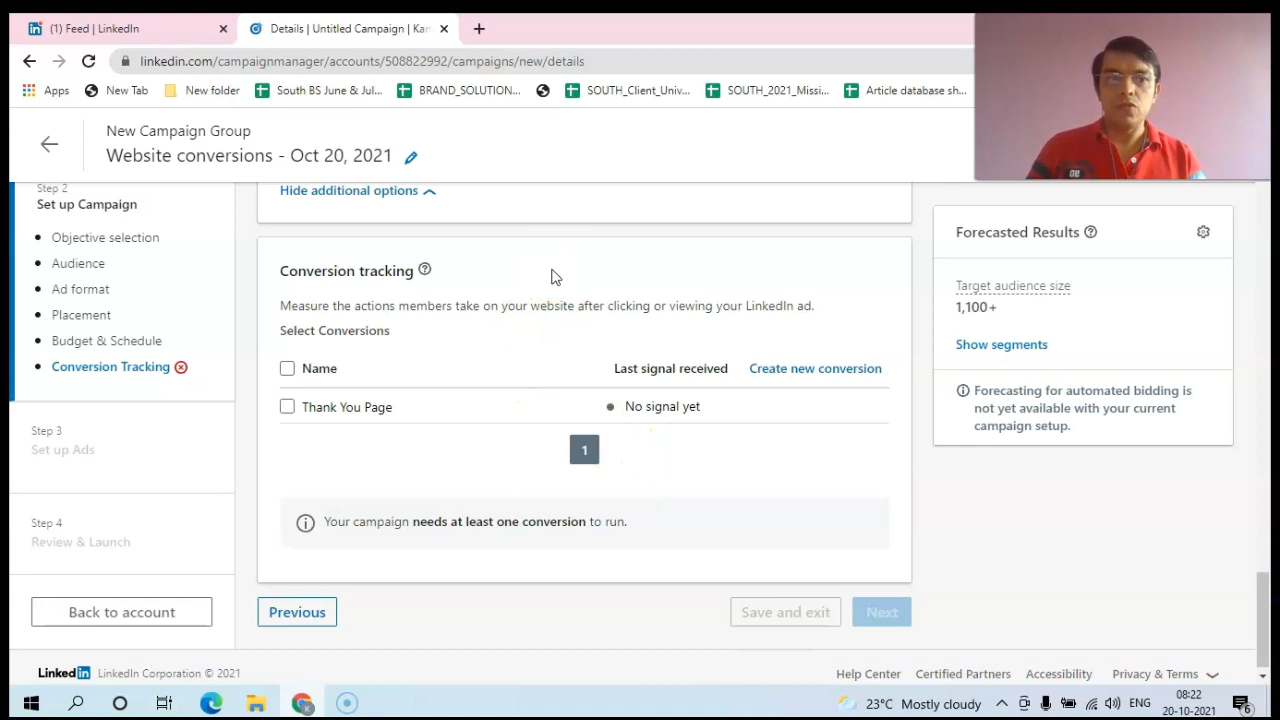 (1) Feed | LinkedIn
Details | Untitled Campaign | Kar
linkedin.com/campaignmanager/accounts/508822992/campaigns/new/details
Apps
New Tab
New folder
South BS June & Jul...
BRAND_SOLUTION...
SOUTH_Client_Univ...
SOUTH_2021_Missi...
Article database sh...
New Campaign Group
Website conversions - Oct 20, 2021
Step 2
Set up Campaign
Objective selection
Audience
Ad format
Placement
Budget & Schedule
Conversion Tracking
Step 3
Set up Ads
Step 4
Review & Launch
Back to account
Hide additional options
Conversion tracking
Measure the actions members take on your website after clicking or viewing your LinkedIn ad.
Select Conversions
Name
Last signal received
Create new conversion
Thank You Page
No signal yet
1
Your campaign needs at least one conversion to run.
Previous
Save and exit
Next
Forecasted Results
Target audience size
1,100+
Show segments
Forecasting for automated bidding is
not yet available with your current
campaign setup.
LinkedIn LinkedIn Corporation © 2021
Help Center
Certified Partners
Accessibility
Privacy & Terms
23°C Mostly cloudy
ENG
08:22
20-10-2021
6